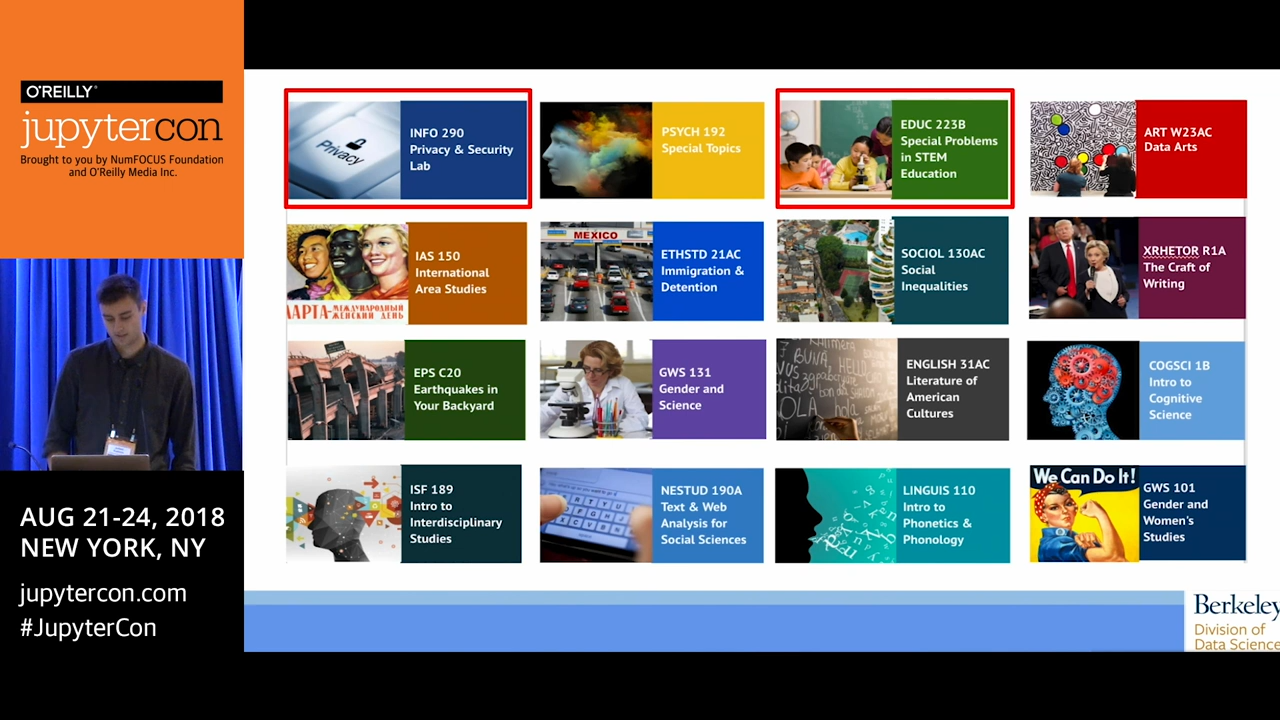 O'REILLY®
jupytercon
Brought to you by NumFOCUS Foundation
and O'Reilly Media Inc.
AUG 21-24, 2018
NEW YORK, NY
jupytercon.com
#JupyterCon
Privacy
INFO 290
Privacy & Security
Lab
PSYCH 192
Special Topics
EDUC 223B
Special Problems
in STEM
Education
ART W23AC
Data Arts
8 МАРТА-МЕЖДУНАРОДНЫЙ
ЖЕНСКИЙ ДЕНЬ
IAS 150
International
Area Studies
MEXICO
ETHSTD 21AC
Immigration &
Detention
SOCIOL 130AC
Social
Inequalities
XRHETOR R1A
The Craft of
Writing
EPS C20
Earthquakes in
Your Backyard
GWS 131
Gender and
Science
ENGLISH 31AC
Literature of
American
Cultures
COGSCI 1B
Intro to
Cognitive
Science
ISF 189
Intro to
Interdisciplinary
Studies
NESTUD 190A
Text & Web
Analysis for
Social Sciences
LINGUIS 110
Intro to
Phonetics &
Phonology
We Can Do It!
GWS 101
Gender and
Women's
Studies
Berkeley
Division of
Data Science